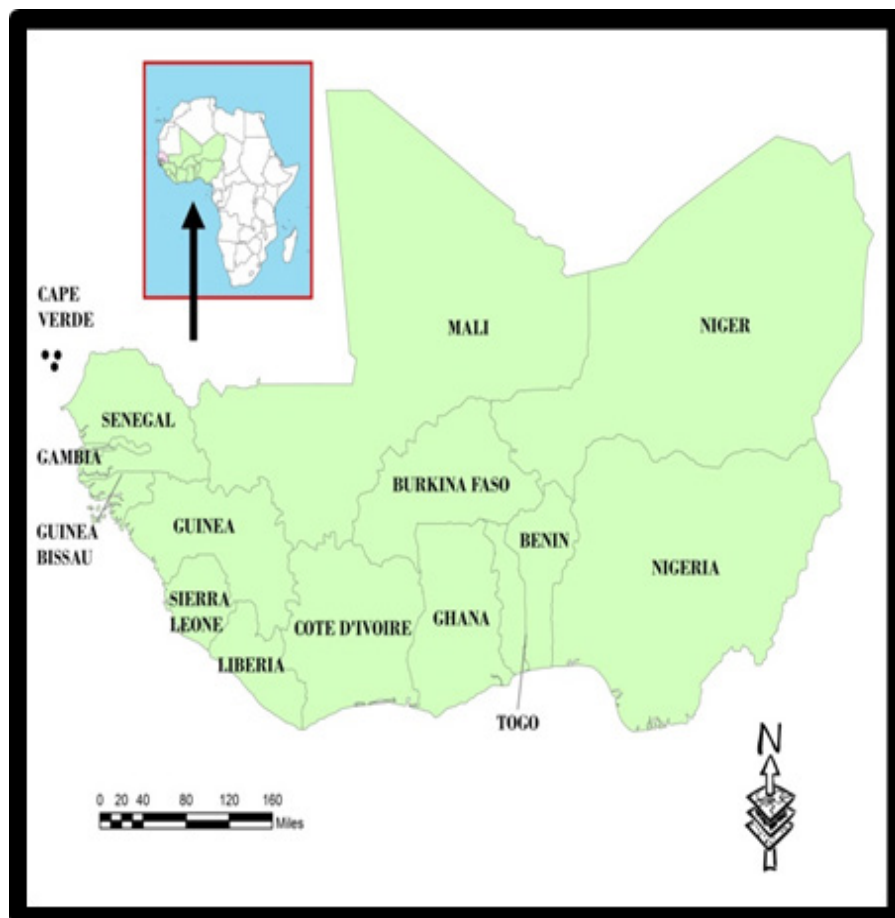 CAPE
VERDE
MALI
NIGER
SENEGAL
GAMBIA
BURKINA FASO
GUINEA
BISSAU
GUINEA
BENIN
NIGERIA
SIERRA
LEONE
COTE D'IVOIRE
GHANA
LIBERIA
TOGO
N
0 20 40 80 120 160
Miles